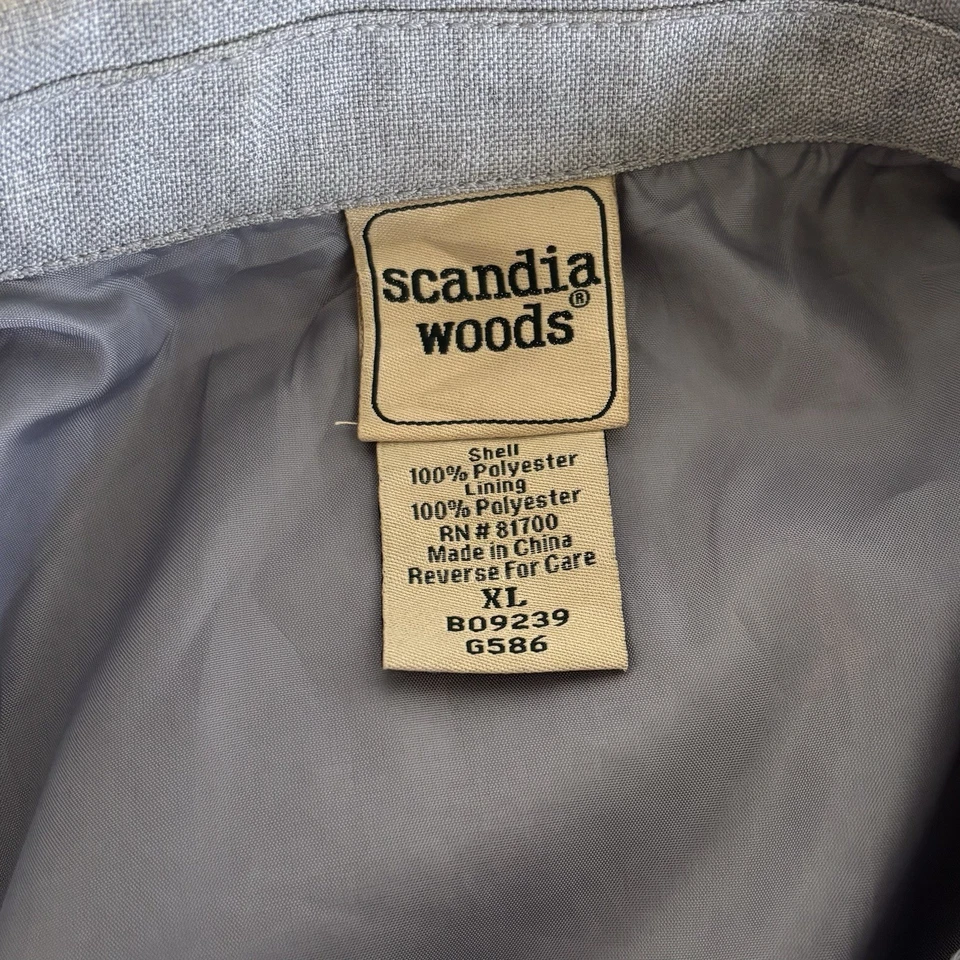 scandia
woods®
Shell
100% Polyester
Lining
100% Polyester
RN # 81700
Made in China
Reverse For Care
XL
B09239
G586